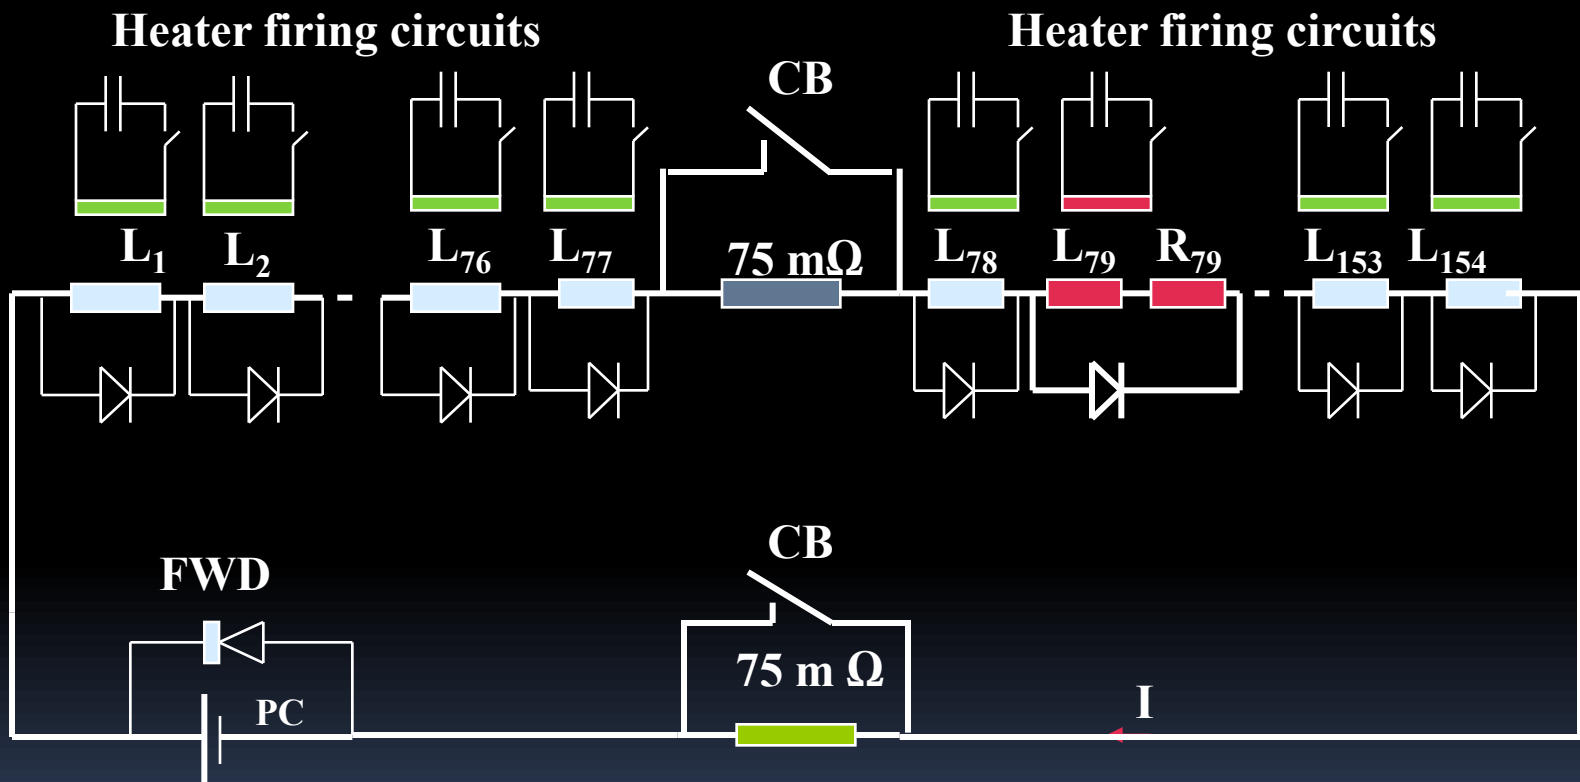 Heater firing circuits
Heater firing circuits
CB
L1
L2
L76
L77
75 mΩ
L78
L79
R79
L153
L154
CB
FWD
75 m Ω
PC
I